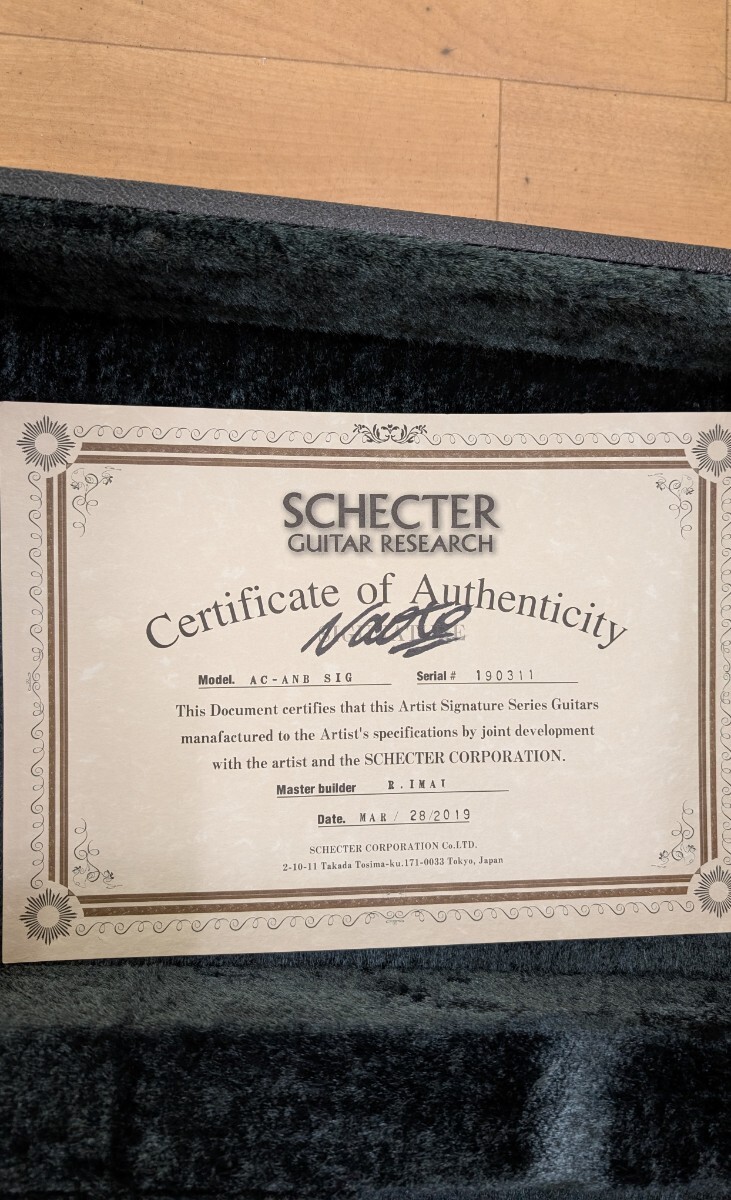 SCHECTER
GUITAR RESEARCH
Certificate of Authenticity
Naoto
Model. AC-ANB SIG Serial # 190311
This Document certifies that this Artist Signature Series Guitars
manafactured to the Artist's specifications by joint development
with the artist and the SCHECTER CORPORATION.
Master builder R.IMAI
Date. MAR/ 28/2019
SCHECTER CORPORATION Co.LTD.
2-10-11 Takada Tosima-ku.171-0033 Tokyo, Japan